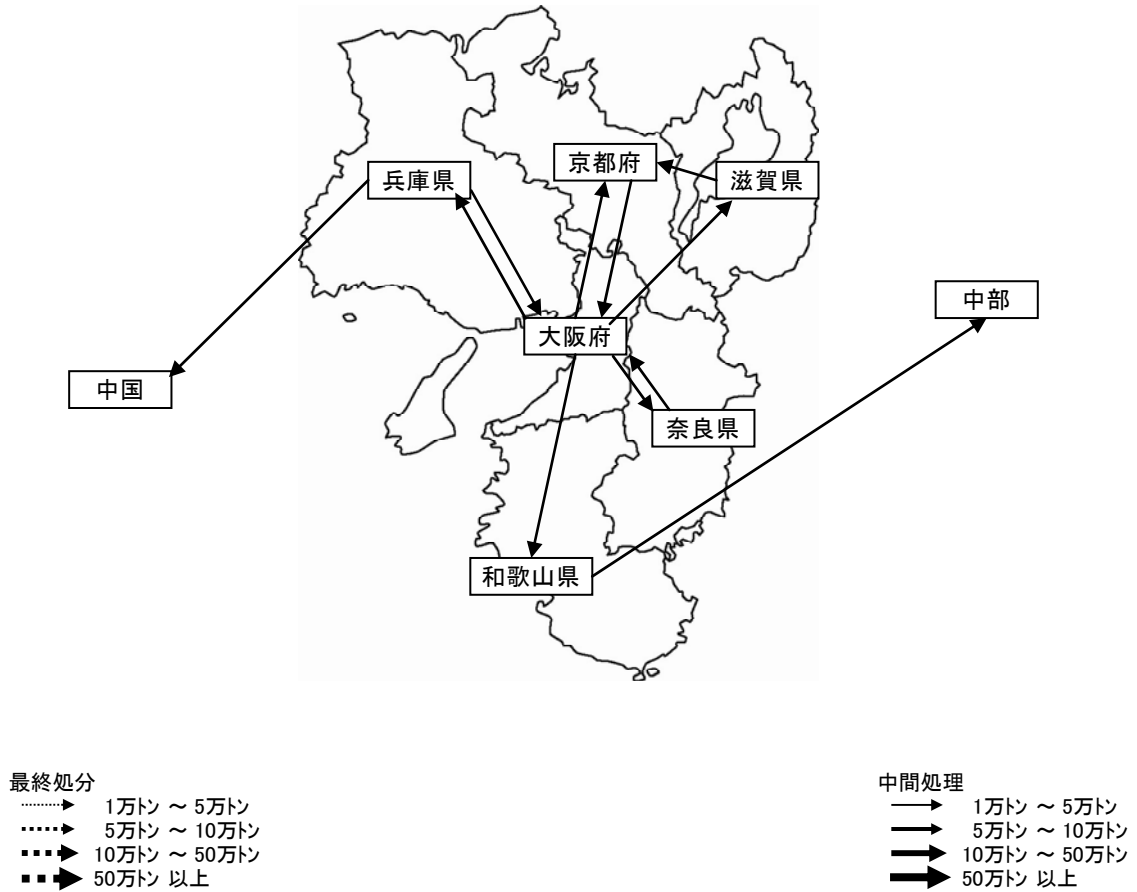 京都府
兵庫県
滋賀県
中部
大阪府
中国
奈良県
和歌山県
最終処分
1万トン ～ 5万トン
5万トン ～ 10万トン
10万トン ～ 50万トン
50万トン 以上
中間処理
1万トン ～ 5万トン
5万トン ～ 10万トン
10万トン ～ 50万トン
50万トン 以上